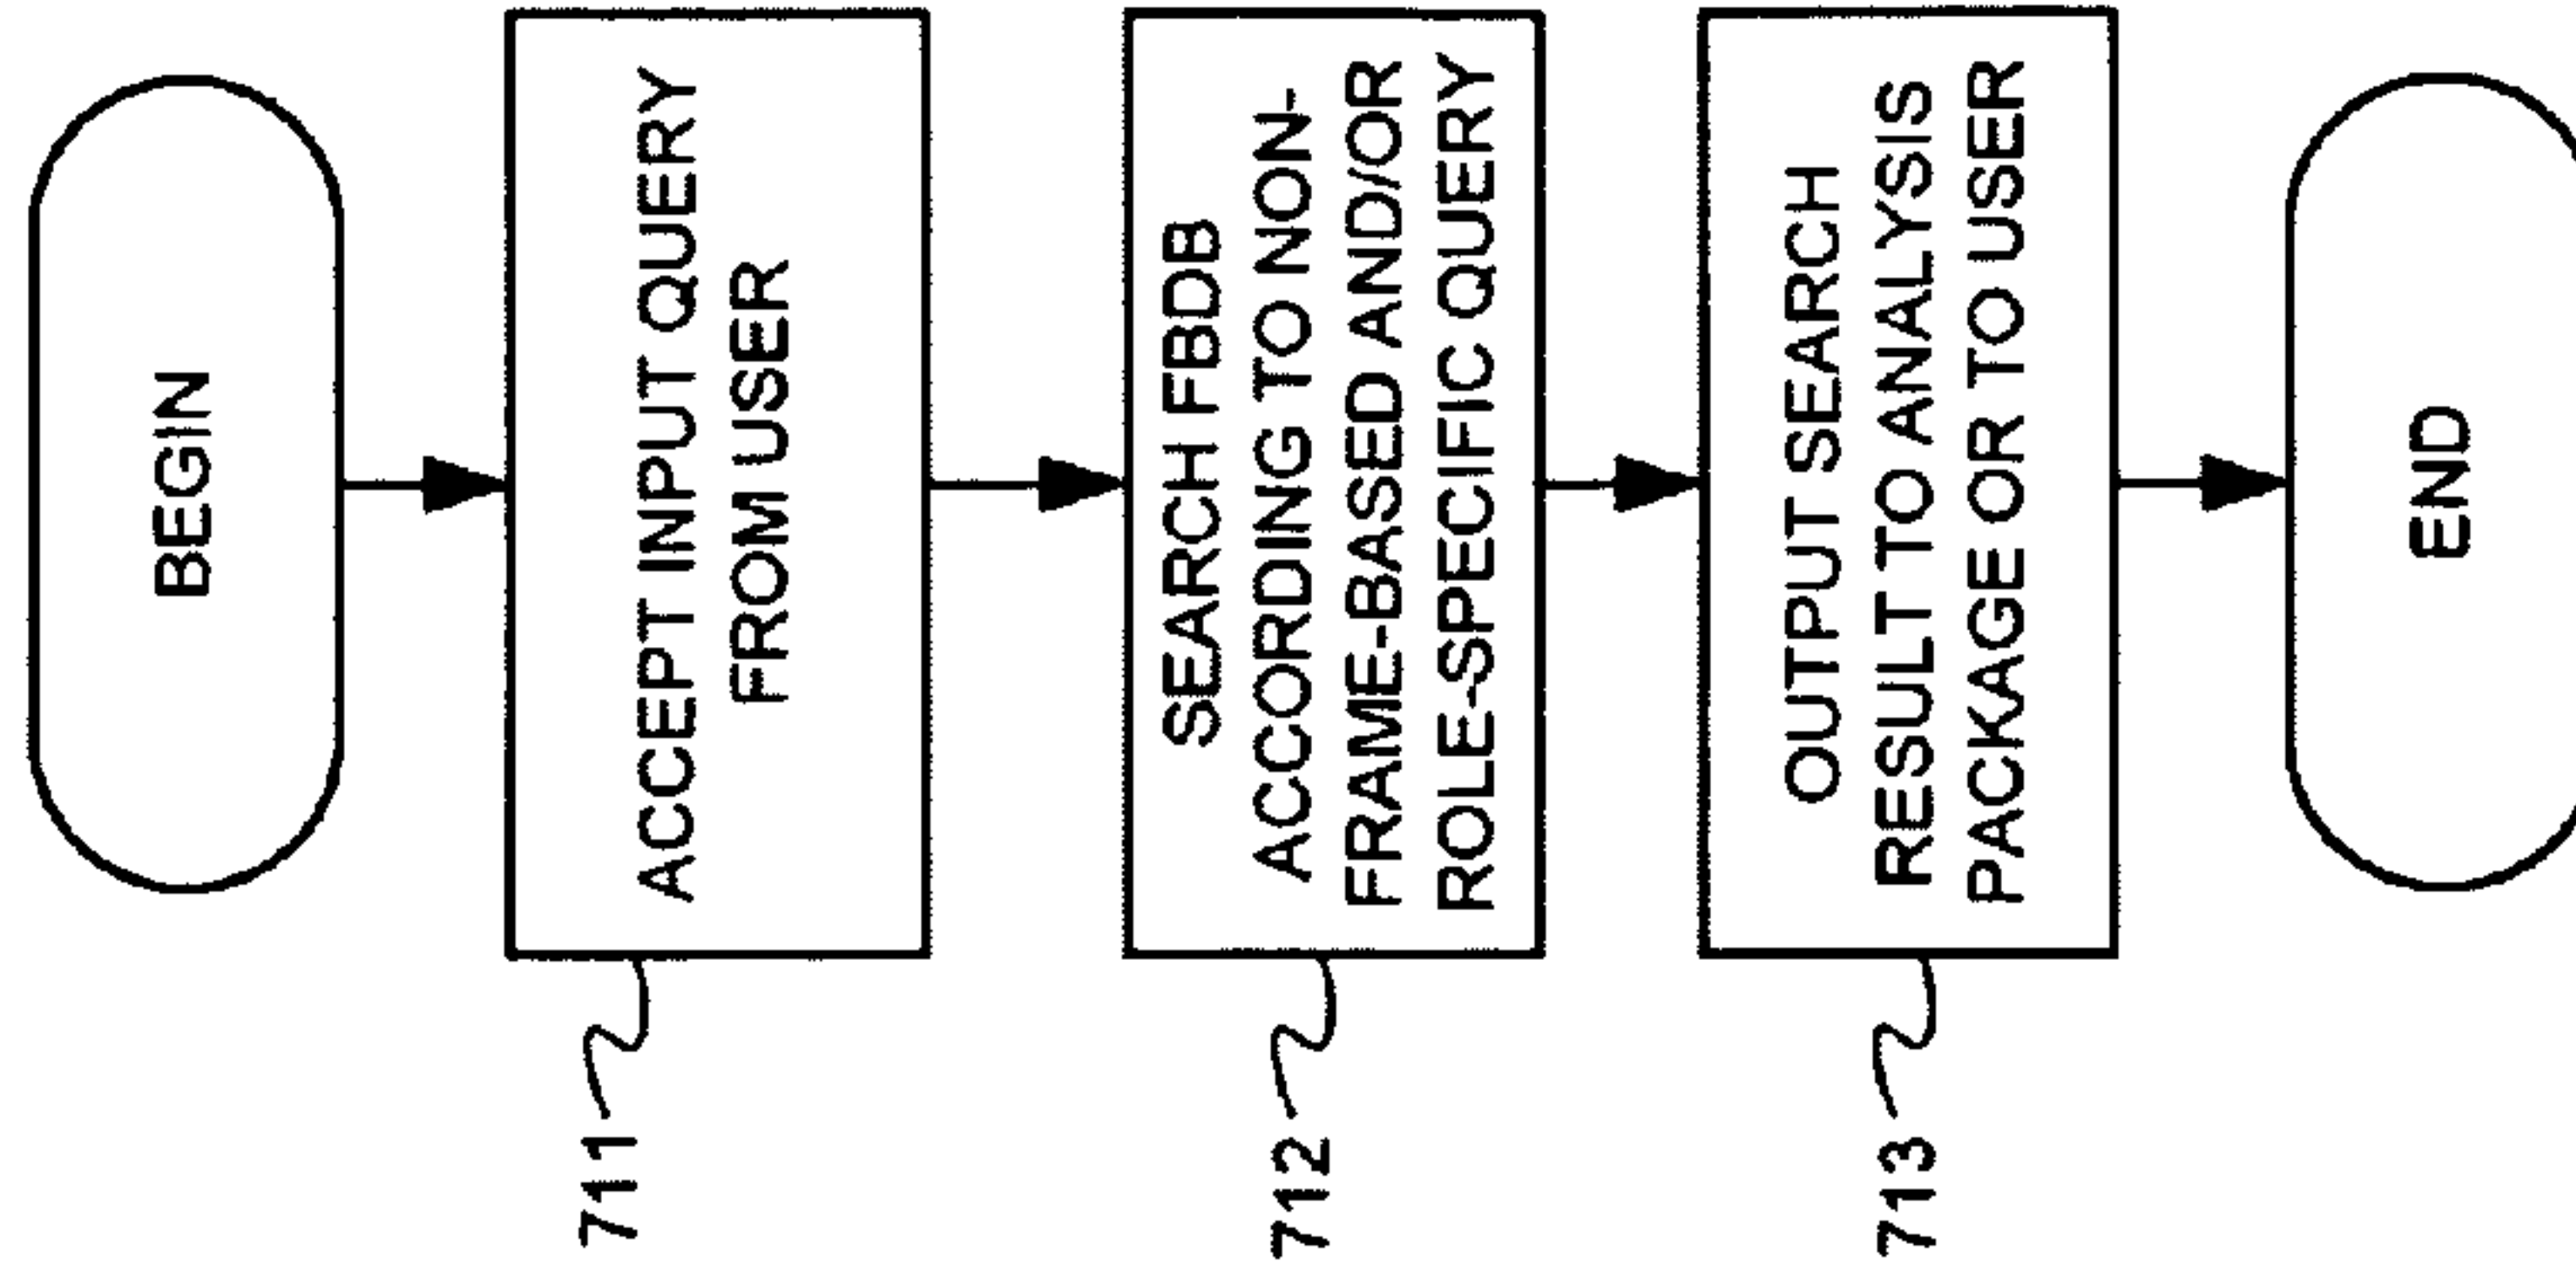 BEGIN
ACCEPT INPUT QUERY
FROM USER
711
SEARCH FBDB
ACCORDING TO NON-
FRAME-BASED AND/OR
ROLE-SPECIFIC QUERY
712
OUTPUT SEARCH
RESULT TO ANALYSIS
PACKAGE OR TO USER
713
END